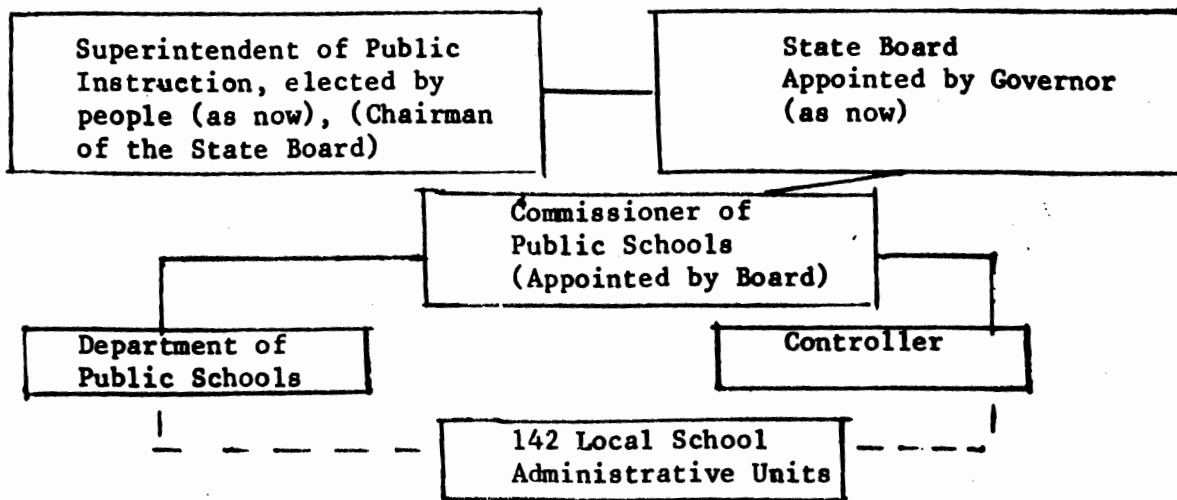 Superintendent of Public
Instruction, elected by
people (as now), (Chairman
of the State Board)
State Board
Appointed by Governor
(as now)
Commissioner of
Public Schools
(Appointed by Board)
Department of
Public Schools
Controller
142 Local School
Administrative Units